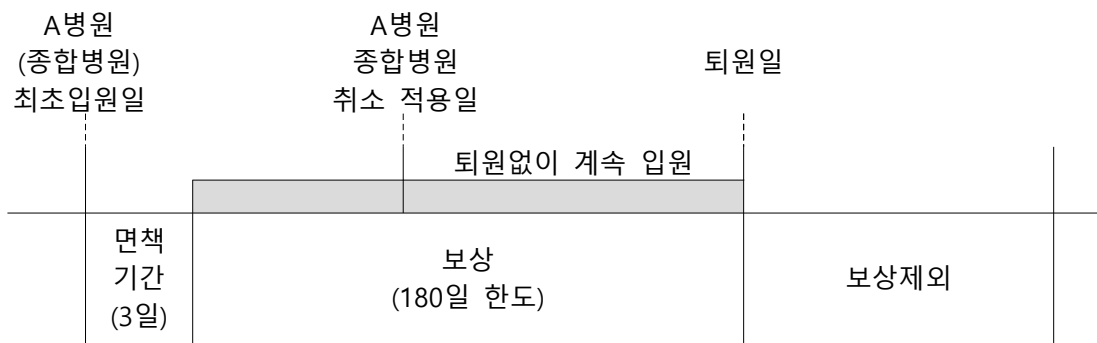 A병원
(종합병원)
최초입원일
A병원
종합병원
취소 적용일
퇴원일
퇴원없이 계속 입원
면책
기간
(3일)
보상
(180일 한도)
보상제외